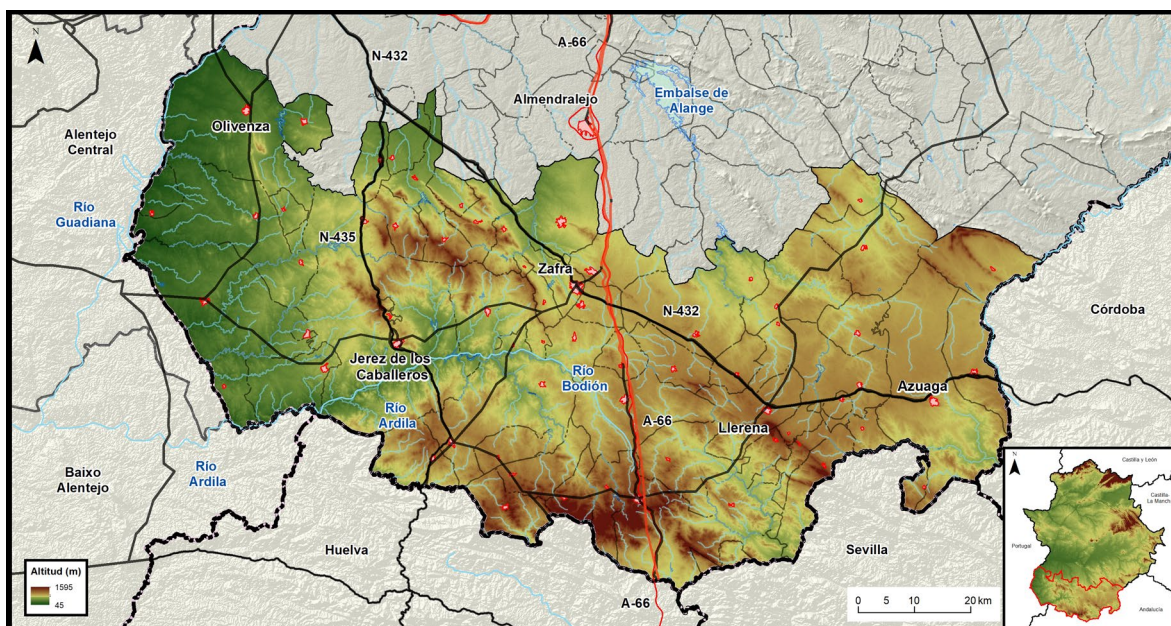 N
N-432
A-66
Almendralejo
Embalse de
Alange
Olivenza
Alentejo
Central
Río
Guadiana
N-435
Zafra
N-432
Córdoba
Jerez de los
Caballeros
Río
Bodión
Azuaga
Río
Ardila
A-66
Llerena
Baixo
Alentejo
Río
Ardila
Huelva
Sevilla
A-66
Altitud (m)
1595
45
0 5 10 20 km
N
Castilla y León
Castilla-
La Mancha
Portugal
Andalucía